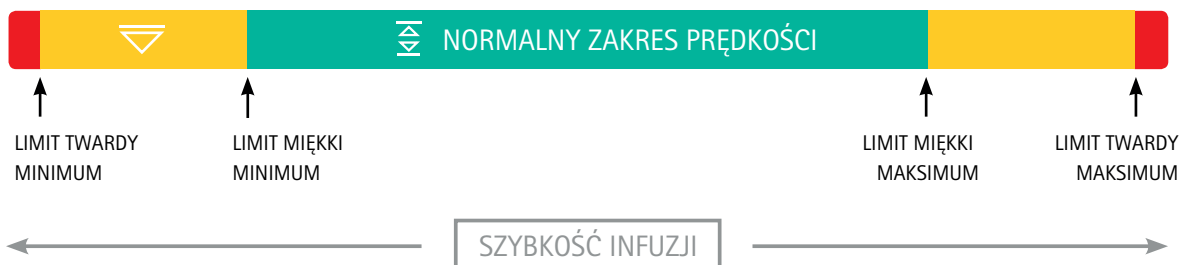 NORMALNY ZAKRES PRĘDKOŚCI
LIMIT TWARDY
MINIMUM
LIMIT MIĘKKI
MINIMUM
LIMIT MIĘKKI
MAKSIMUM
LIMIT TWARDY
MAKSIMUM
SZYBKOŚĆ INFUZJI